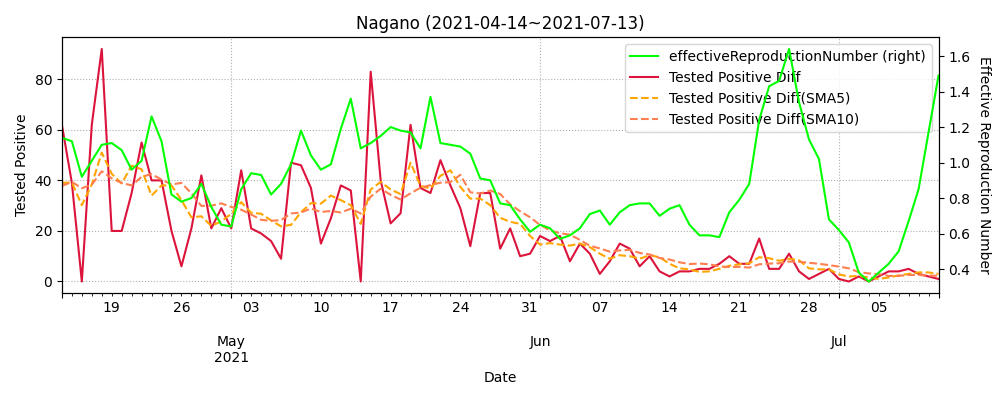 Nagano (2021-04-14~2021-07-13)
effectiveReproductionNumber (right)
Tested Positive Diff
Tested Positive Diff(SMA5)
Tested Positive Diff(SMA10)
Tested Positive
80
60
40
20
0
Effective Reproduction Number
1.6
1.4
1.2
1.0
0.8
0.6
0.4
19 26 03 10 17 24 31 07 14 21 28 05
May Jun Jul
2021
Date